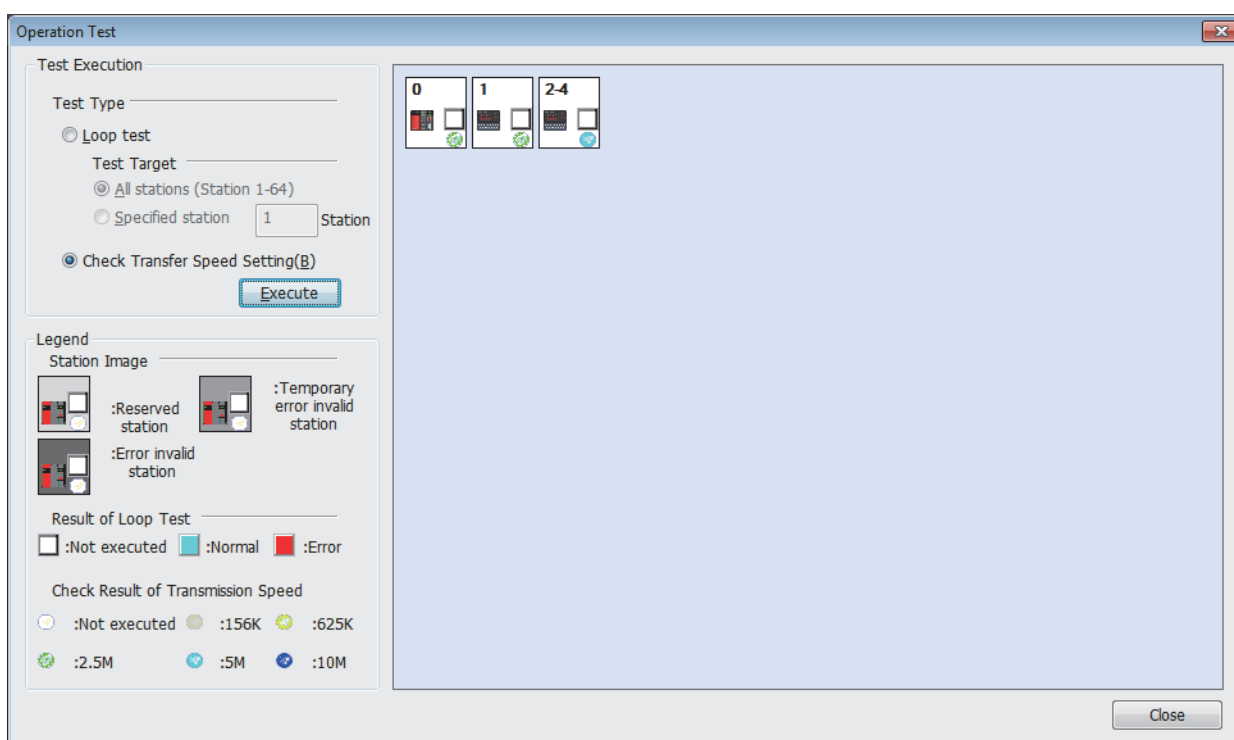 Operation Test
Test Execution
Test Type
Loop test
Test Target
All stations (Station 1-64)
Specified station
1
Station
Check Transfer Speed Setting(B)
Execute
Legend
Station Image
:Reserved
station
:Temporary
error invalid
station
:Error invalid
station
Result of Loop Test
:Not executed
:Normal
:Error
Check Result of Transmission Speed
:Not executed
:156K
:625K
:2.5M
:5M
:10M
0
1
2-4
Close